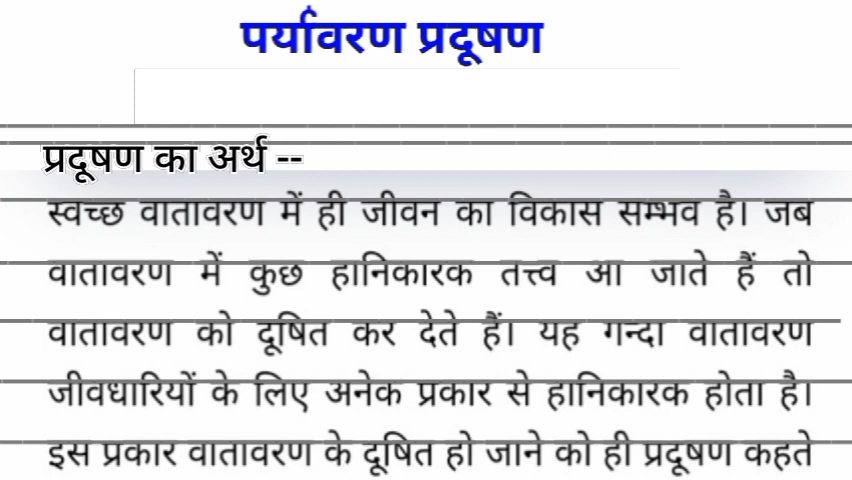 पर्यावरण प्रदूषण
प्रदूषण का अर्थ --
स्वच्छ वातावरण में ही जीवन का विकास सम्भव है। जब
वातावरण में कुछ हानिकारक तत्त्व आ जाते हैं तो
वातावरण को दूषित कर देते हैं। यह गन्दा वातावरण
जीवधारियों के लिए अनेक प्रकार से हानिकारक होता है।
इस प्रकार वातावरण के दूषित हो जाने को ही प्रदूषण कहते